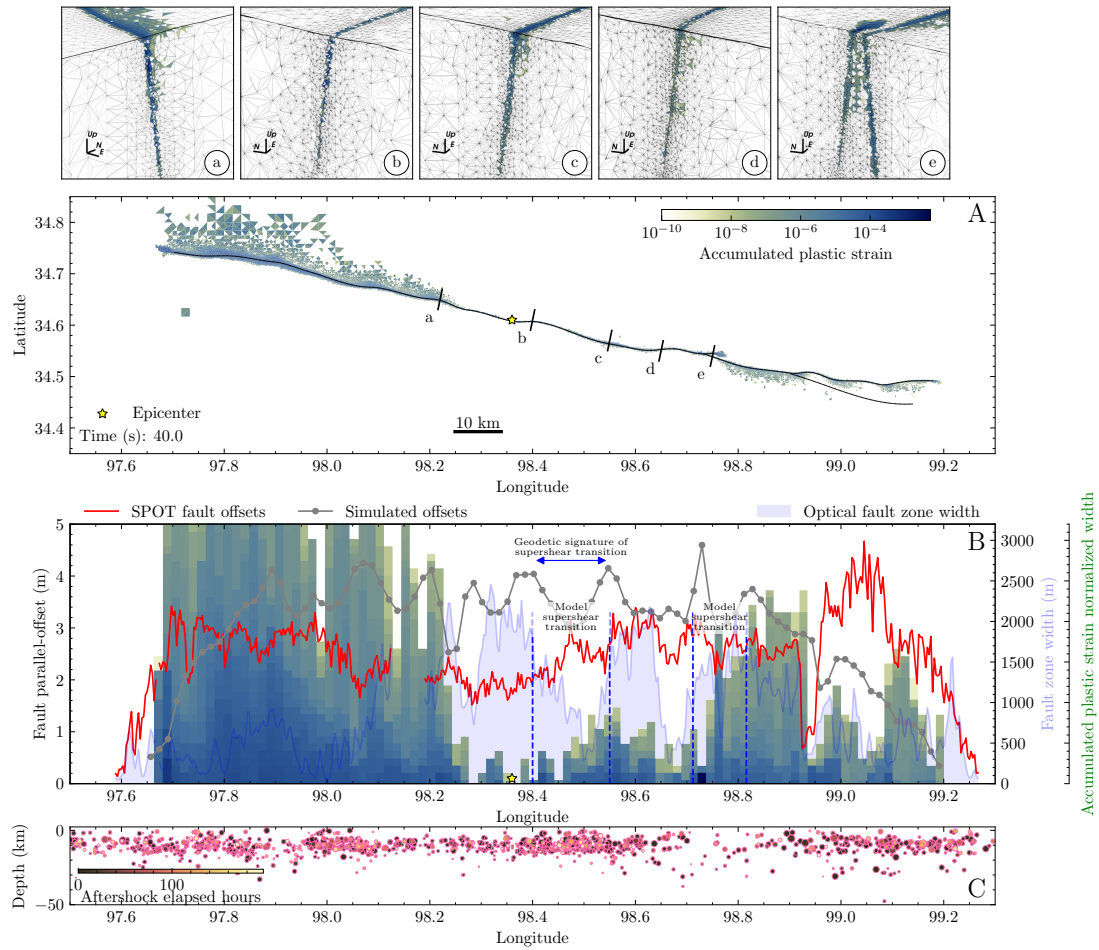 Up
N
E
a
Up
N
E
b
Up
N
E
c
Up
N
E
d
Up
N
E
e
A
34.8
34.7
34.6
34.5
34.4
Latitude
10⁻¹⁰ 10⁻⁸ 10⁻⁶ 10⁻⁴
Accumulated plastic strain
a
b
c
d
e
Epicenter
Time (s): 40.0
10 km
97.6 97.8 98.0 98.2 98.4 98.6 98.8 99.0 99.2
Longitude
SPOT fault offsets
Simulated offsets
Optical fault zone width
B
Geodetic signature of
supershear transition
Model
supershear
transition
Model
supershear
transition
5
4
3
2
1
0
Fault parallel-offset (m)
3000
2500
2000
1500
1000
500
0
Fault zone width (m)
Accumulated plastic strain normalized width
97.6 97.8 98.0 98.2 98.4 98.6 98.8 99.0 99.2
Longitude
0
−50
Depth (km)
0 100
Aftershock elapsed hours
C
97.6 97.8 98.0 98.2 98.4 98.6 98.8 99.0 99.2
Longitude